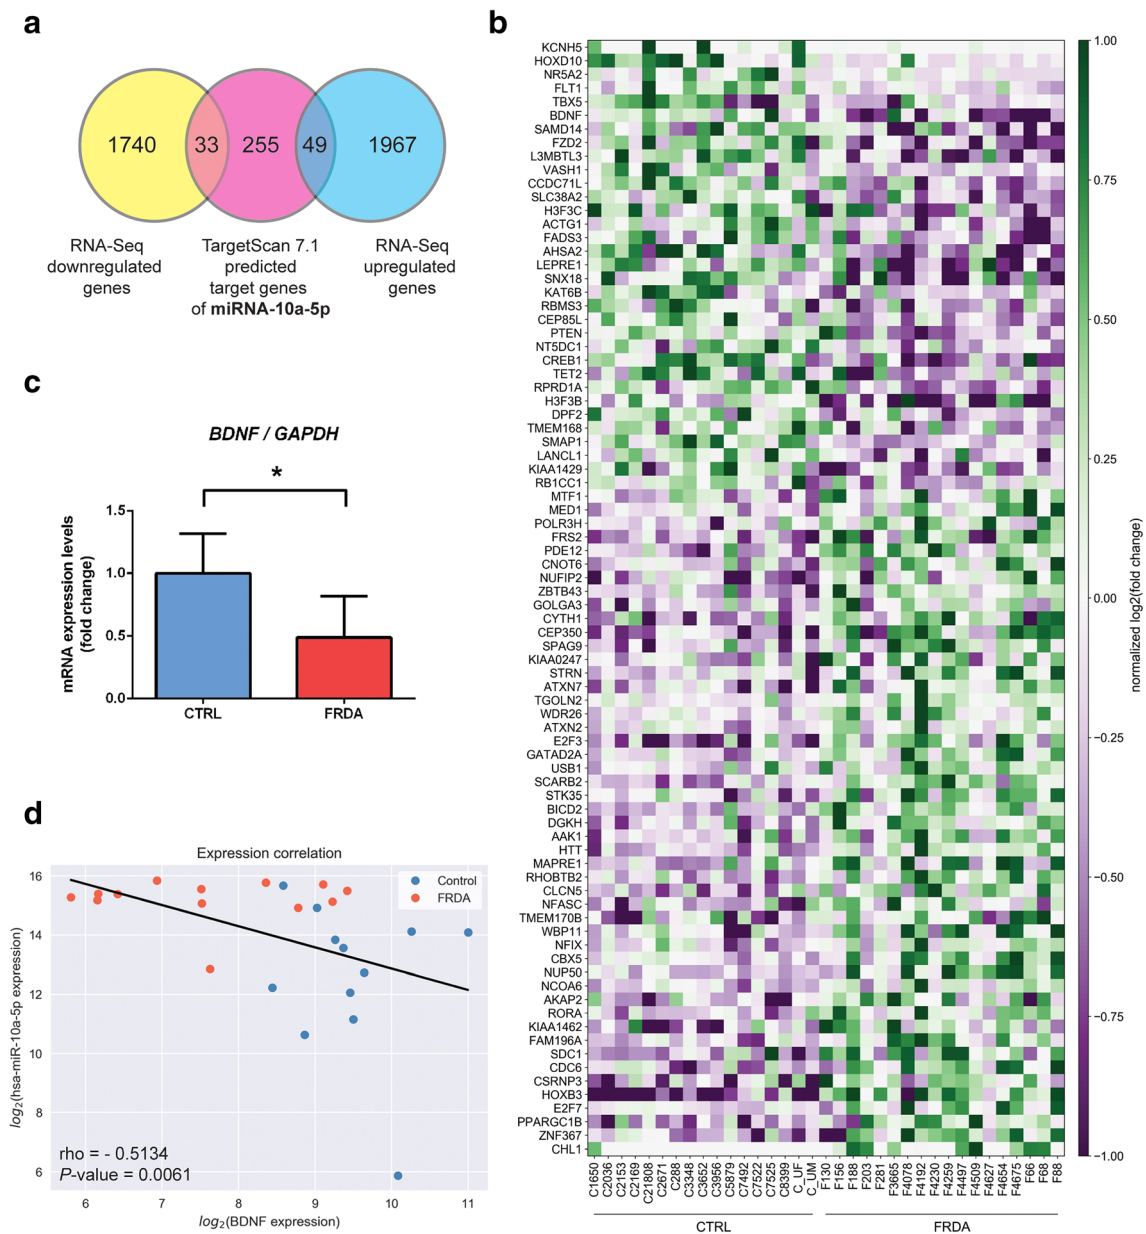 a
1740
33
255
49
1967
RNA-Seq
downregulated
genes
TargetScan 7.1
predicted
target genes
of miRNA-10a-5p
RNA-Seq
upregulated
genes
b
KCNH5
HOXD10
NR5A2
FLT1
TBX5
BDNF
SAMD14
FZD2
L3MBTL3
VASH1
CCDC71L
SLC38A2
H3F3C
ACTG1
FADS3
AHSA2
LEPRE1
SNX18
KAT6B
RBMS3
CEP85L
PTEN
NT5DC1
CREB1
TET2
RPRD1A
H3F3B
DPF2
TMEM168
SMAP1
LANCL1
KIAA1429
RB1CC1
MTF1
MED1
POLR3H
FRS2
PDE12
CNOT6
NUFIP2
ZBTB43
GOLGA3
CYTH1
CEP350
SPAG9
KIAA0247
STRN
ATXN7
TGOLN2
WDR26
ATXN2
E2F3
GATAD2A
USB1
SCARB2
STK35
BICD2
DGKH
AAK1
HTT
MAPRE1
RHOBTB2
CLCN5
NFASC
TMEM170B
WBP11
NFIX
CBX5
NUP50
NCOA6
AKAP2
RORA
KIAA1462
FAM196A
SDC1
CDC6
CSRNP3
HOXB3
E2F7
PPARGC1B
ZNF367
CHL1
C1650
C2036
C2153
C2169
C21808
C2671
C288
C3348
C3652
C3956
C5879
C7492
C7522
C7525
C8399
C_UF
C_UM
F130
F156
F188
F203
F281
F3665
F4078
F4192
F4230
F4259
F4497
F4509
F4627
F4654
F4675
F66
F68
F88
CTRL
FRDA
1.00
0.75
0.50
0.25
0.00
−0.25
−0.50
−0.75
−1.00
normalized log2(fold change)
c
BDNF / GAPDH
*
1.5
1.0
0.5
0.0
mRNA expression levels
(fold change)
CTRL
FRDA
d
Expression correlation
Control
FRDA
16
14
12
10
8
6
log2(hsa-miR-10a-5p expression)
rho = - 0.5134
P-value = 0.0061
6
7
8
9
10
11
log2(BDNF expression)